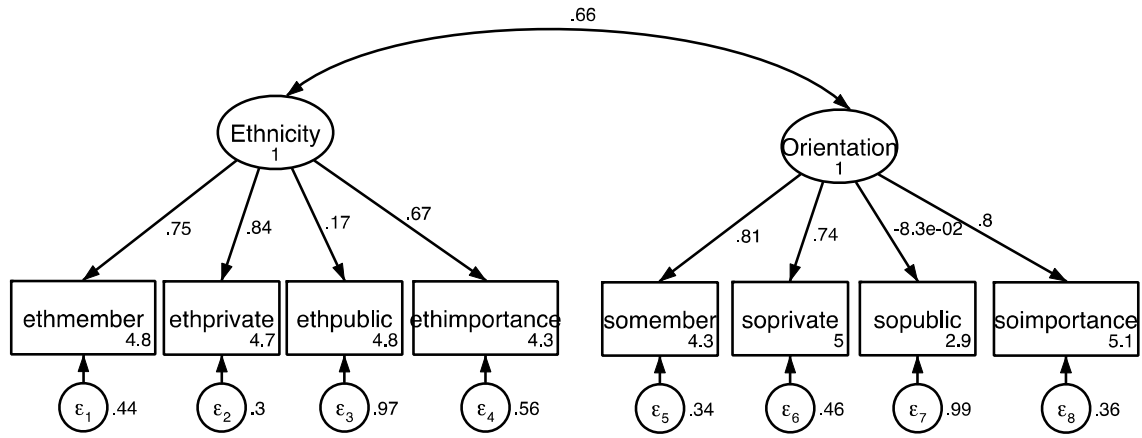 .66
Ethnicity
1
Orientation
1
.75 .84 .17 .67 .81 .74 -8.3e-02 .8
ethmember ethprivate ethpublic ethimportance somember soprivate sopublic soimportance
4.8 4.7 4.8 4.3 4.3 5 2.9 5.1
ε1 .44 ε2 .3 ε3 .97 ε4 .56 ε5 .34 ε6 .46 ε7 .99 ε8 .36